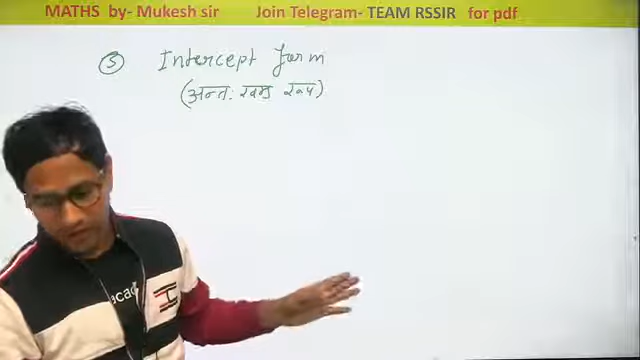 MATHS by- Mukesh sir Join Telegram- TEAM RSSIR for pdf
⑤ Intercept form
(अन्तः खण्ड रूप)